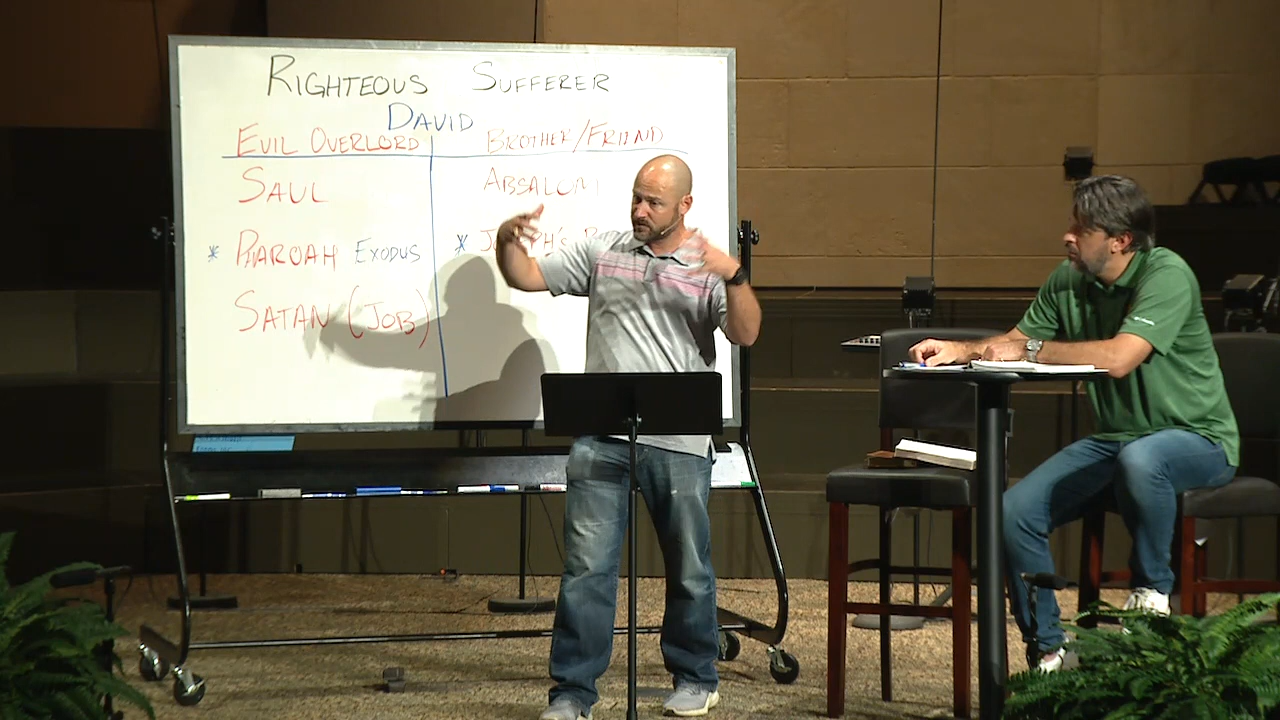 RIGHTEOUS SUFFERER
DAVID
EVIL OVERLORD BROTHER/FRIEND
SAUL ABSALOM
* PHAROAH EXODUS *
SATAN (JOB)